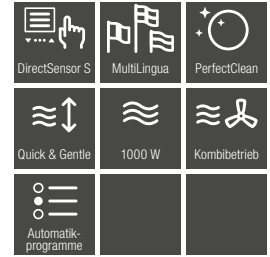 DirectSensor S
MultiLingua
PerfectClean
Quick & Gentle
1000 W
Kombibetrieb
Automatik-
programme